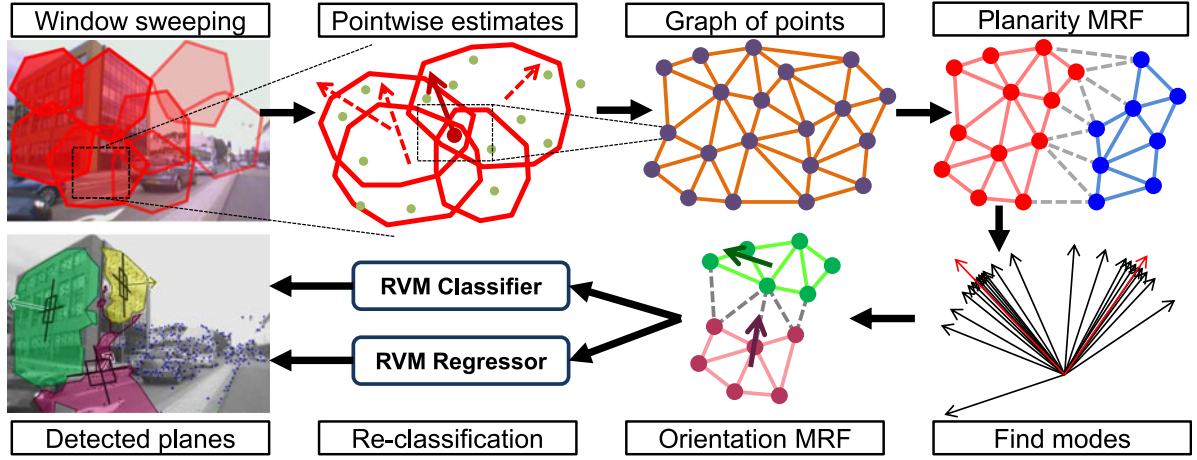 Window sweeping
Pointwise estimates
Graph of points
Planarity MRF
RVM Classifier
RVM Regressor
Detected planes
Re-classification
Orientation MRF
Find modes